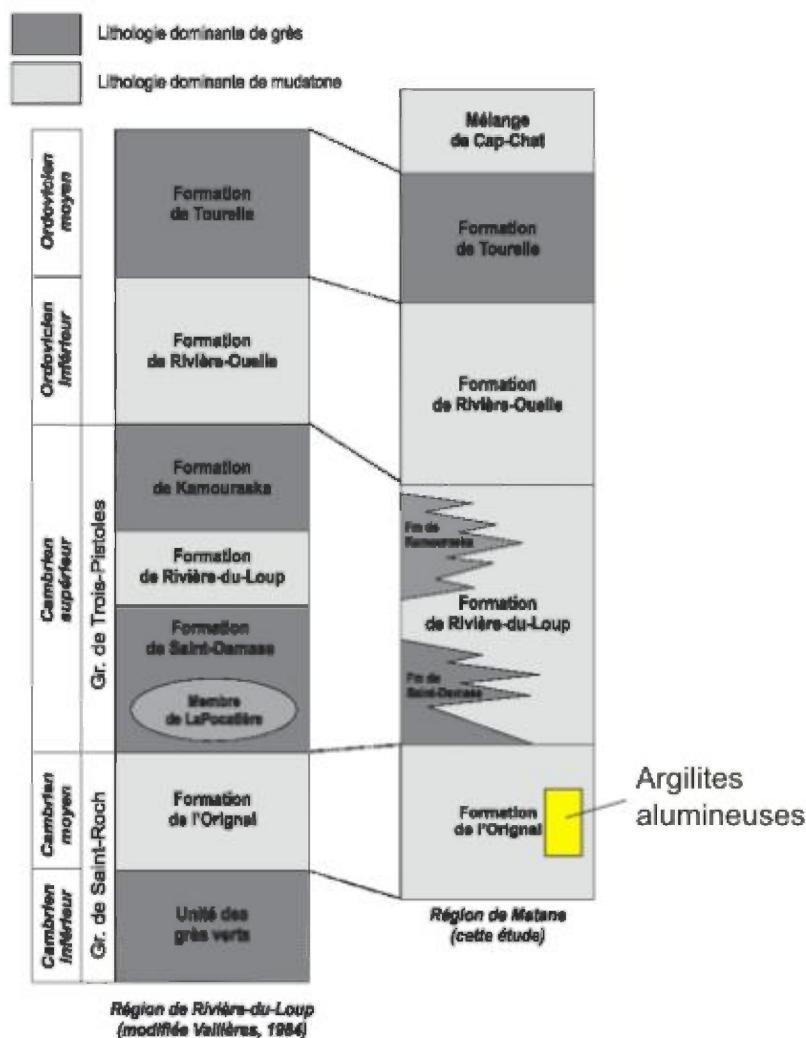 Lithologie dominante de grès
Lithologie dominante de mudstone
Ordovicien
moyen
Ordovicien
inférieur
Cambrien
supérieur
Cambrien
moyen
Cambrien
inférieur
Gr. de Trois-Pistoles
Gr. de Saint-Roch
Formation
de Tourelle
Formation
de Rivière-Ouelle
Formation
de Kamouraska
Formation
de Rivière-du-Loup
Formation
de Saint-Damase
Membre
de LaPocatière
Formation
de l'Orignal
Unité des
grès verts
Région de Rivière-du-Loup
(modifiée Vallières, 1984)
Mélange
de Cap-Chat
Formation
de Tourelle
Formation
de Rivière-Ouelle
Fm de
Kamouraska
Formation
de Rivière-du-Loup
Fm de
Saint-Damase
Formation
de l'Orignal
Région de Matane
(cette étude)
Argilites
alumineuses